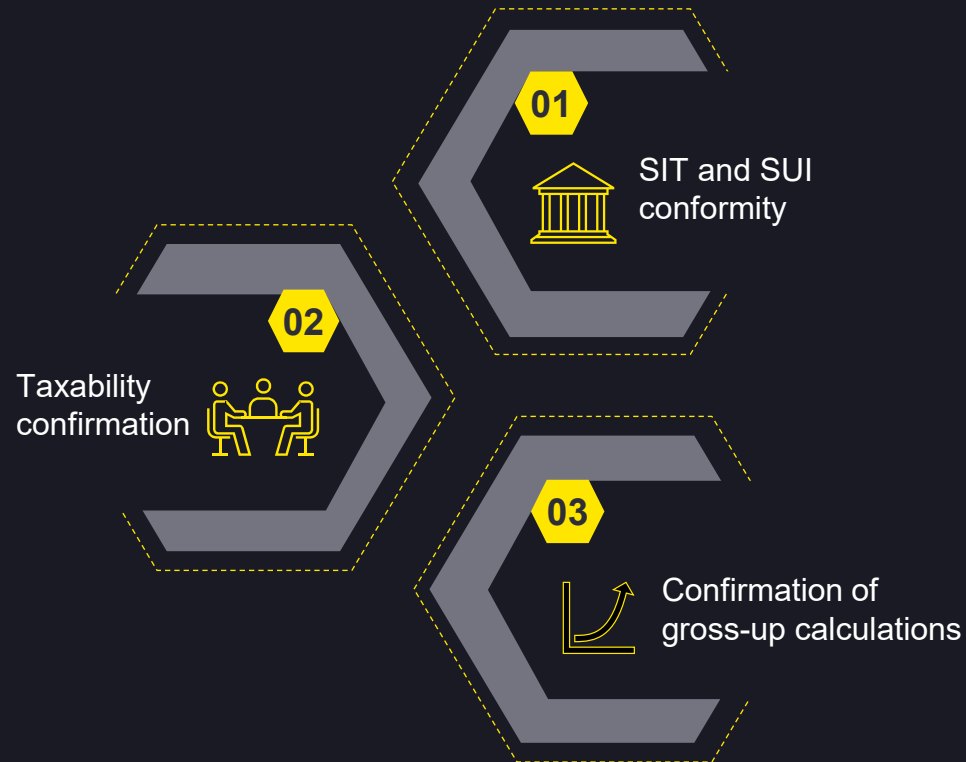 01
SIT and SUI
conformity
02
Taxability
confirmation
03
Confirmation of
gross-up calculations